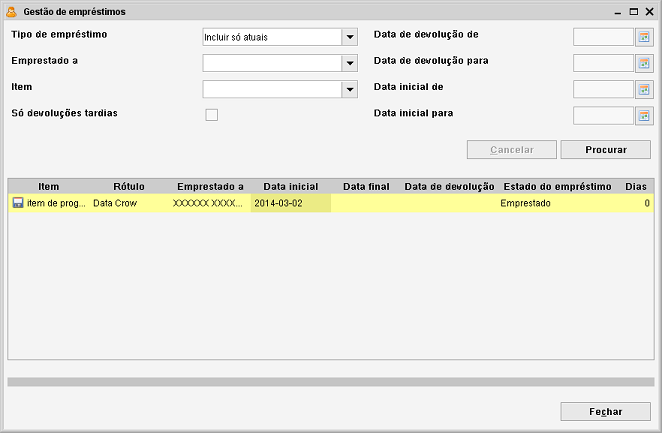 Gestão de empréstimos
Tipo de empréstimo Incluir só atuais Data de devolução de
Emprestado a Data de devolução para
Item Data inicial de
Só devoluções tardias Data inicial para
Cancelar Procurar
Item Rótulo Emprestado a Data inicial Data final Data de devolução Estado do empréstimo Dias
item de prog... Data Crow XXXXXX XXXX... 2014-03-02 Emprestado 0
Fechar